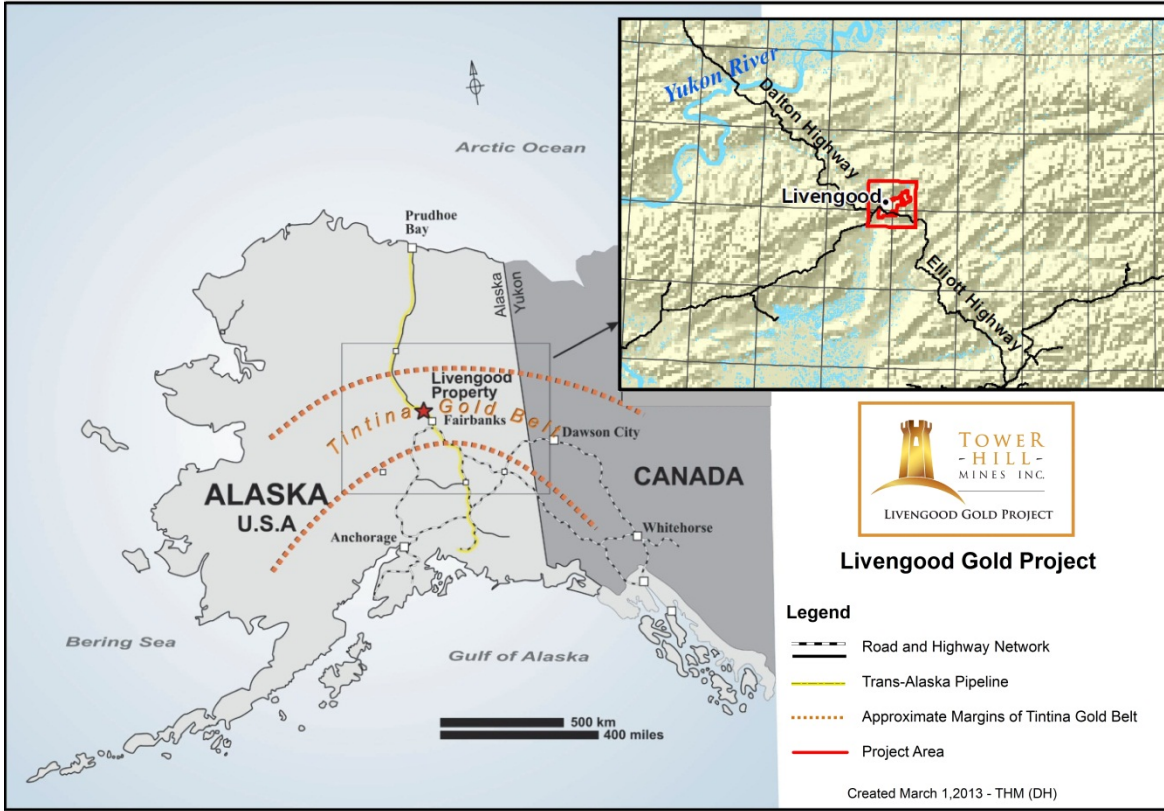 Arctic Ocean
Prudhoe
Bay
Alaska
Yukon
Livengood
Property
Tintina Gold Belt
Fairbanks
Dawson City
ALASKA
U.S.A
CANADA
Anchorage
Whitehorse
Bering Sea
Gulf of Alaska
500 km
400 miles
Yukon River
Dalton Highway
Livengood
Elliott Highway
TOWER
- HILL -
MINES INC.
LIVENGOOD GOLD PROJECT
Livengood Gold Project
Legend
Road and Highway Network
Trans-Alaska Pipeline
Approximate Margins of Tintina Gold Belt
Project Area
Created March 1,2013 - THM (DH)